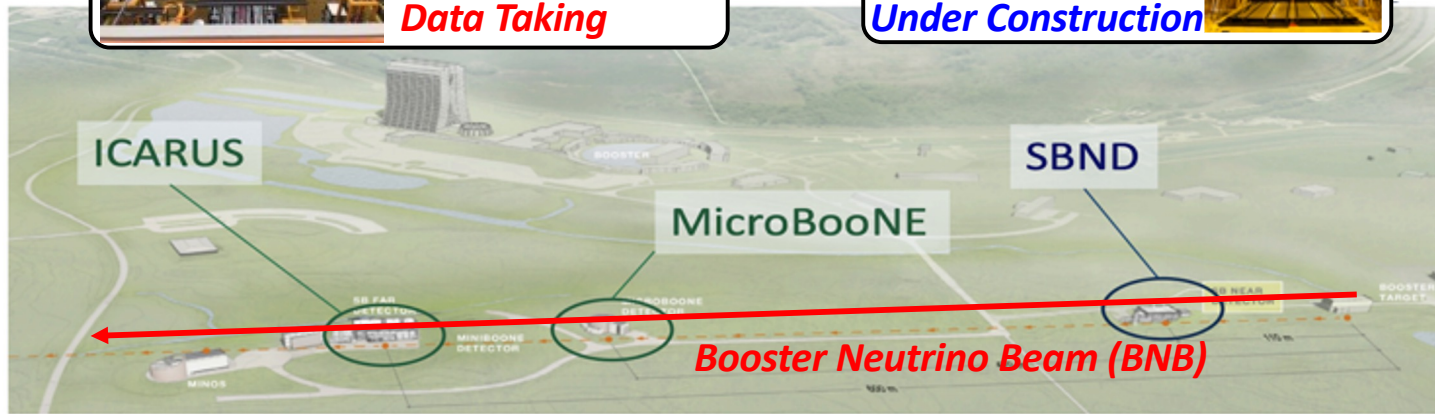 Data Taking
Under Construction
ICARUS
SBND
MicroBooNE
BOOSTER
SB FAR
DETECTOR
MICROBOONE
DETECTOR
SB NEAR
DETECTOR
BOOSTER
TARGET
MINIBOONE
DETECTOR
MINOS
Booster Neutrino Beam (BNB)
110 m
600 m